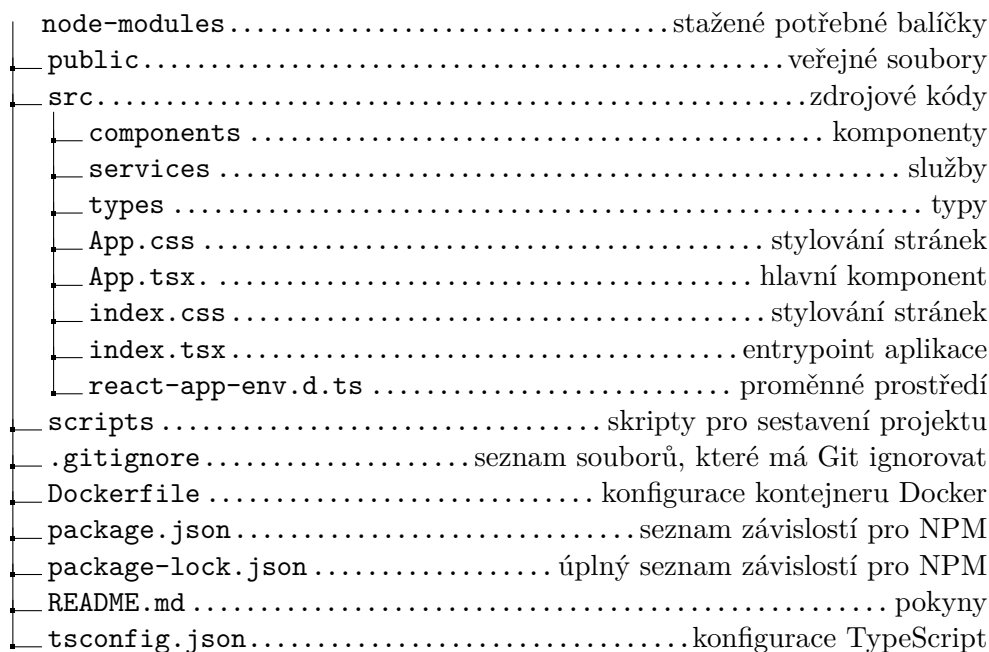 node-modules................................stažené potřebné balíčky
public.................................................veřejné soubory
src....................................................zdrojové kódy
components .......................................... komponenty
services .................................................. služby
types ...................................................... typy
App.css ........................................ stylování stránek
App.tsx. ........................................hlavní komponent
index.css.......................................stylování stránek
index.tsx.....................................entrypoint aplikace
react-app-env.d.ts .......................... proměnné prostředí
scripts ................................ skripty pro sestavení projektu
.gitignore...................seznam souborů, které má Git ignorovat
Dockerfile ............................ konfigurace kontejneru Docker
package.json..............................seznam závislostí pro NPM
package-lock.json ................. úplný seznam závislostí pro NPM
README.md .................................................. pokyny
tsconfig.json................................konfigurace TypeScript